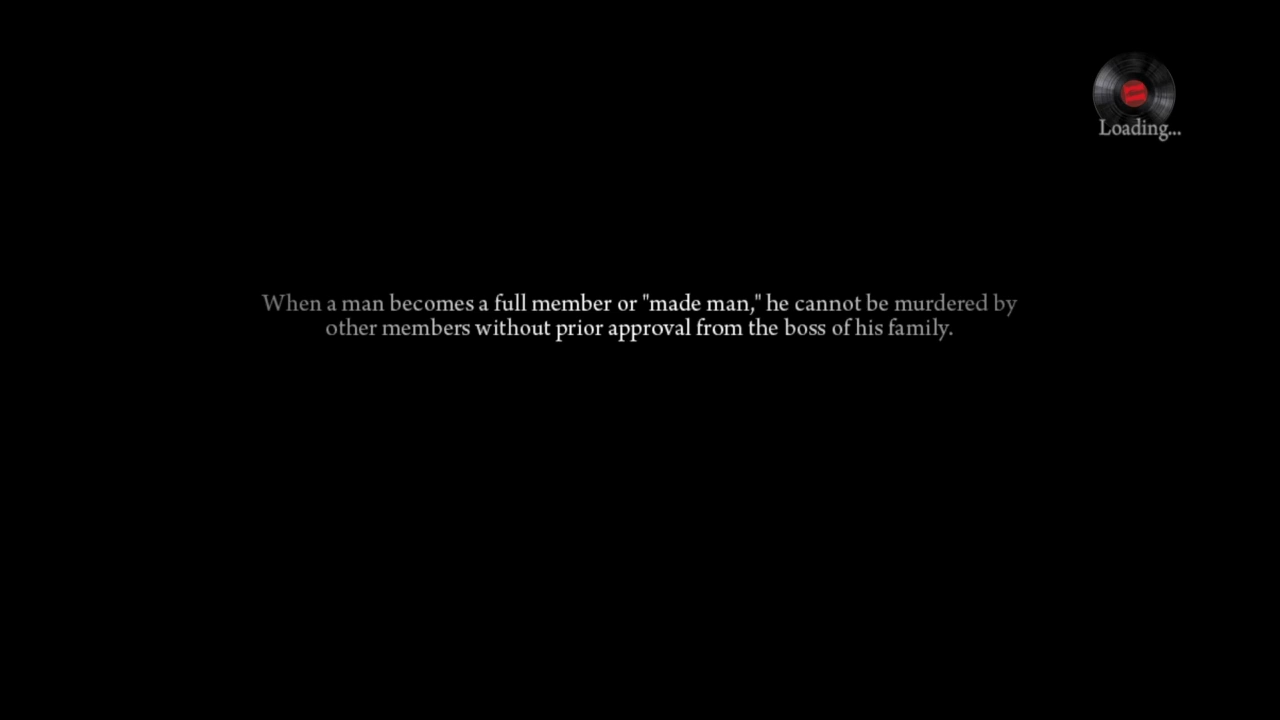 Loading...
When a man becomes a full member or "made man," he cannot be murdered by
other members without prior approval from the boss of his family.